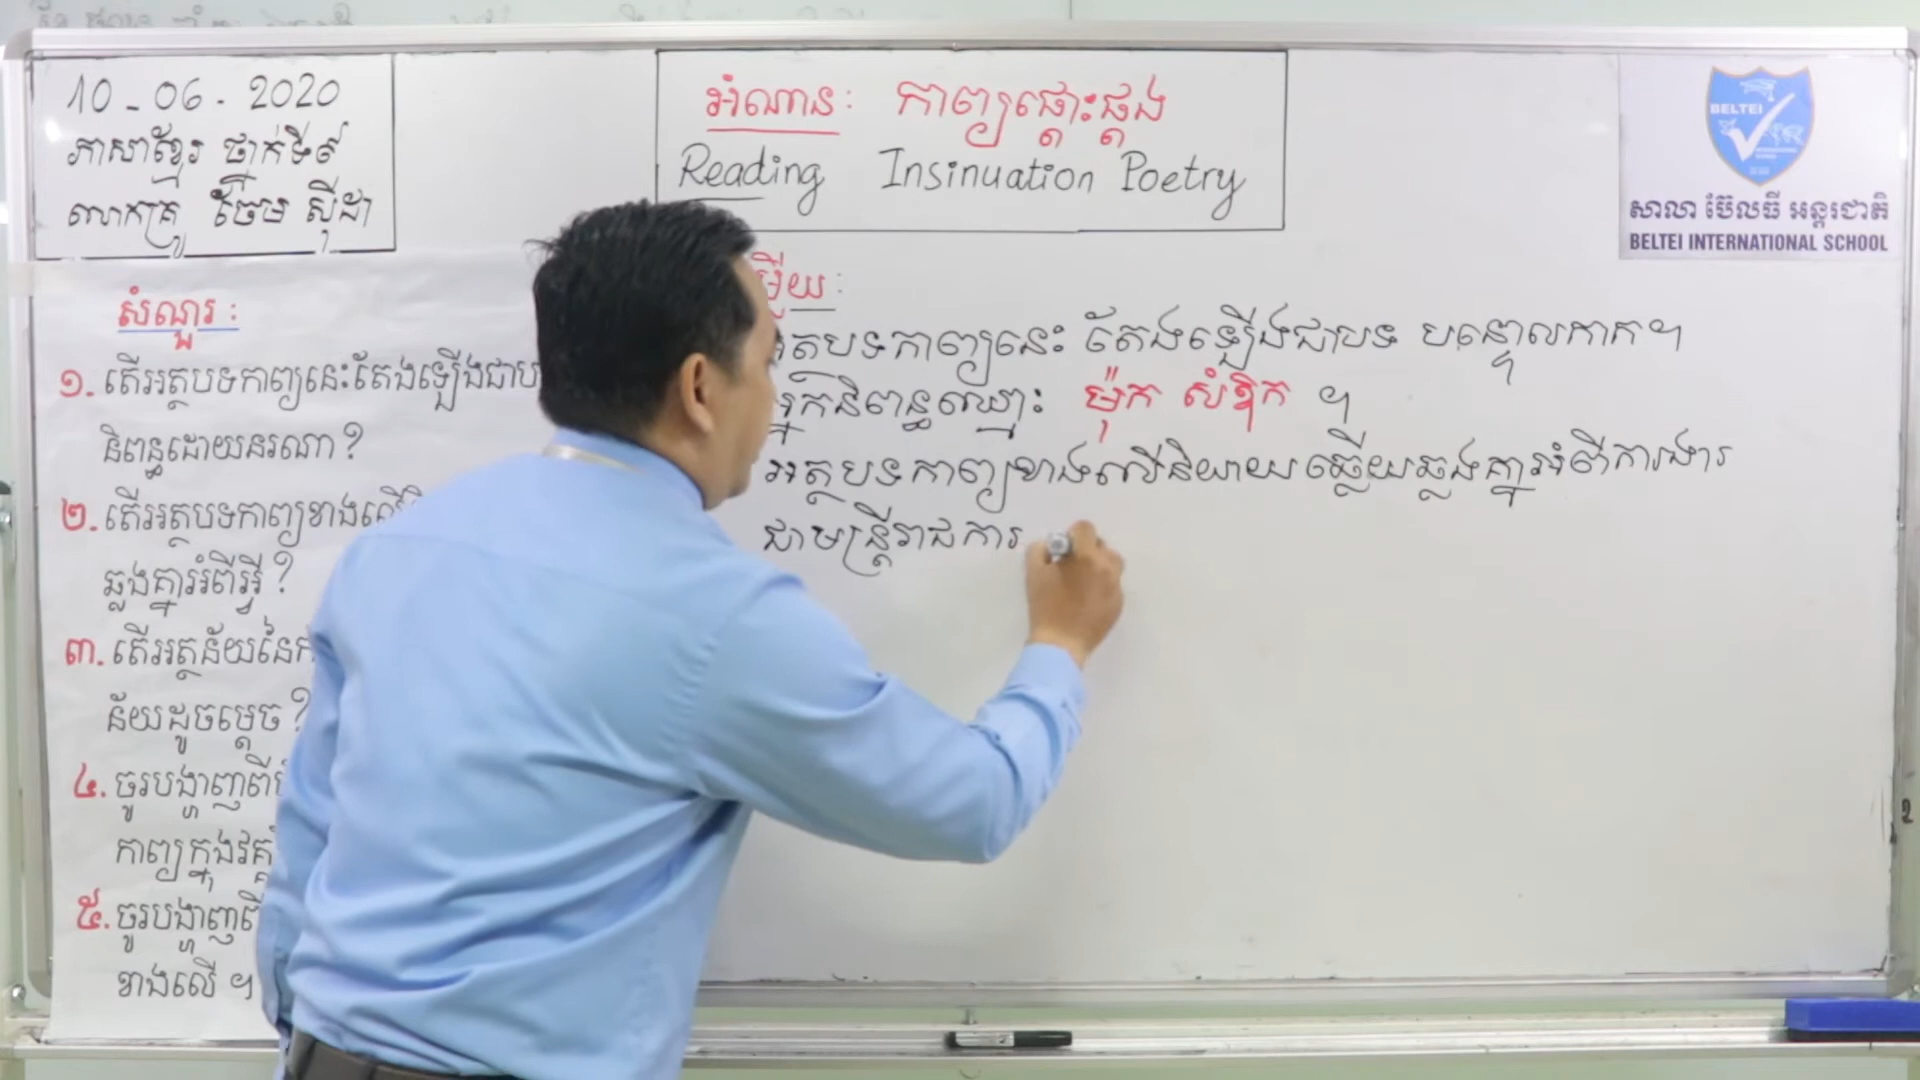 10 - 06 - 2020
ភាសាខ្មែរ ថ្នាក់ទី៩
លោកគ្រូ ចែម ស៊ីដា
អំណាន : កាព្យផ្តោះផ្តង
Reading Insinuation Poetry
BELTEI
សាលា ប៊ែលធី អន្តរជាតិ
BELTEI INTERNATIONAL SCHOOL
សំណួរ :
១. តើអត្ថបទកាព្យនេះតែងឡើងជាប
និពន្ធដោយនរណា ?
២. តើអត្ថបទកាព្យខាងលើ
ឆ្លងគ្នាអំពីអ្វី ?
៣. តើអត្ថន័យនៃ
ន័យដូចម្តេច ?
៤. ចូរបង្ហាញពី
កាព្យក្នុងវគ្គ
៥. ចូរបង្ហាញពី
ខាងលើ ។
ម្លើយ :
អត្ថបទកាព្យនេះ តែងឡើងជាបទ បន្ទោលកាក ។
អ្នកនិពន្ធឈ្មោះ ម៉ុក សំឱក ។
អត្ថបទកាព្យខាងលើនិយាយឆ្លើយឆ្លងគ្នាអំពីការងារ
ជាមន្ត្រីរាជការ